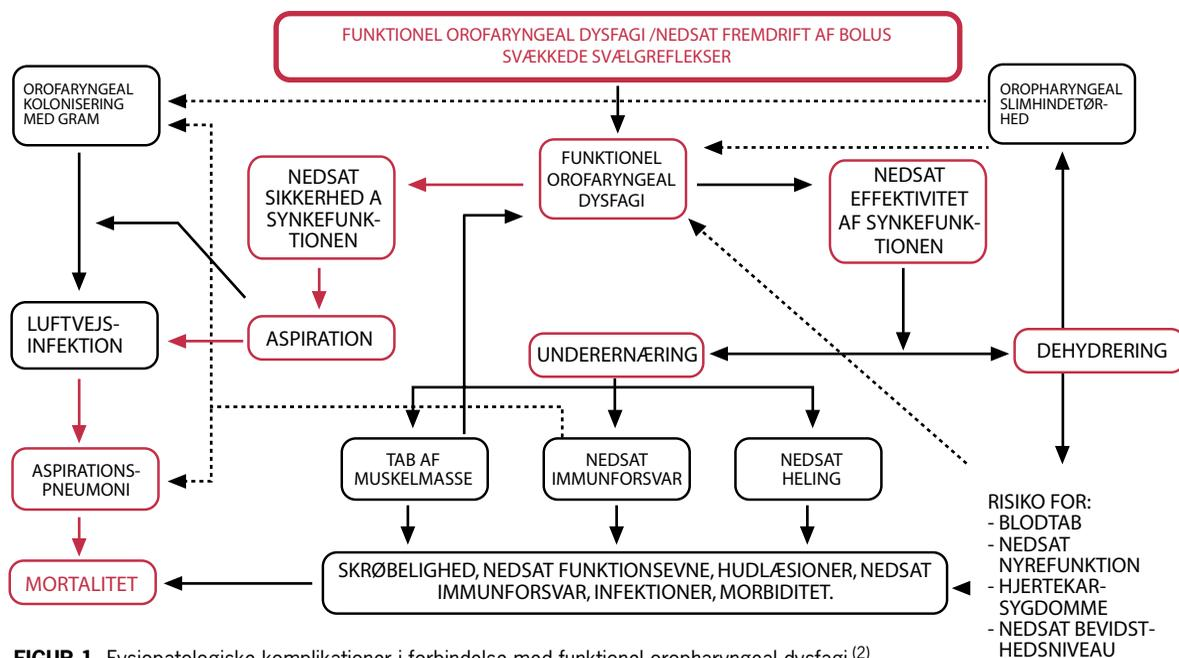 FUNKTIONEL OROFARYNGEAL DYSFAGI /NEDSAT FREMDRIFT AF BOLUS
SVÆKKEDE SVÆLGREFLEKSER
OROFARYNGEAL
KOLONISERING
MED GRAM
OROPHARYNGEAL
SLIMHINDETØR-
HED
FUNKTIONEL
OROFARYNGEAL
DYSFAGI
NEDSAT
SIKKERHED A
SYNKEFUNK-
TIONEN
NEDSAT
EFFEKTIVITET
AF SYNKEFUNK-
TIONEN
LUFTVEJS-
INFEKTION
ASPIRATION
UNDERERNÆRING
DEHYDRERING
ASPIRATIONS-
PNEUMONI
TAB AF
MUSKELMASSE
NEDSAT
IMMUNFORSVAR
NEDSAT
HELING
MORTALITET
SKRØBELIGHED, NEDSAT FUNKTIONSEVNE, HUDLÆSIONER, NEDSAT
IMMUNFORSVAR, INFEKTIONER, MORBIDITET.
RISIKO FOR:
- BLODTAB
- NEDSAT
NYREFUNKTION
- HJERTEKAR-
SYGDOMME
- NEDSAT BEVIDST-
HEDSNIVEAU
FIGUR 1 Fysiopatologiske komplikationer i forbindelse med funktionel oropharyngeal dysfagi (2)